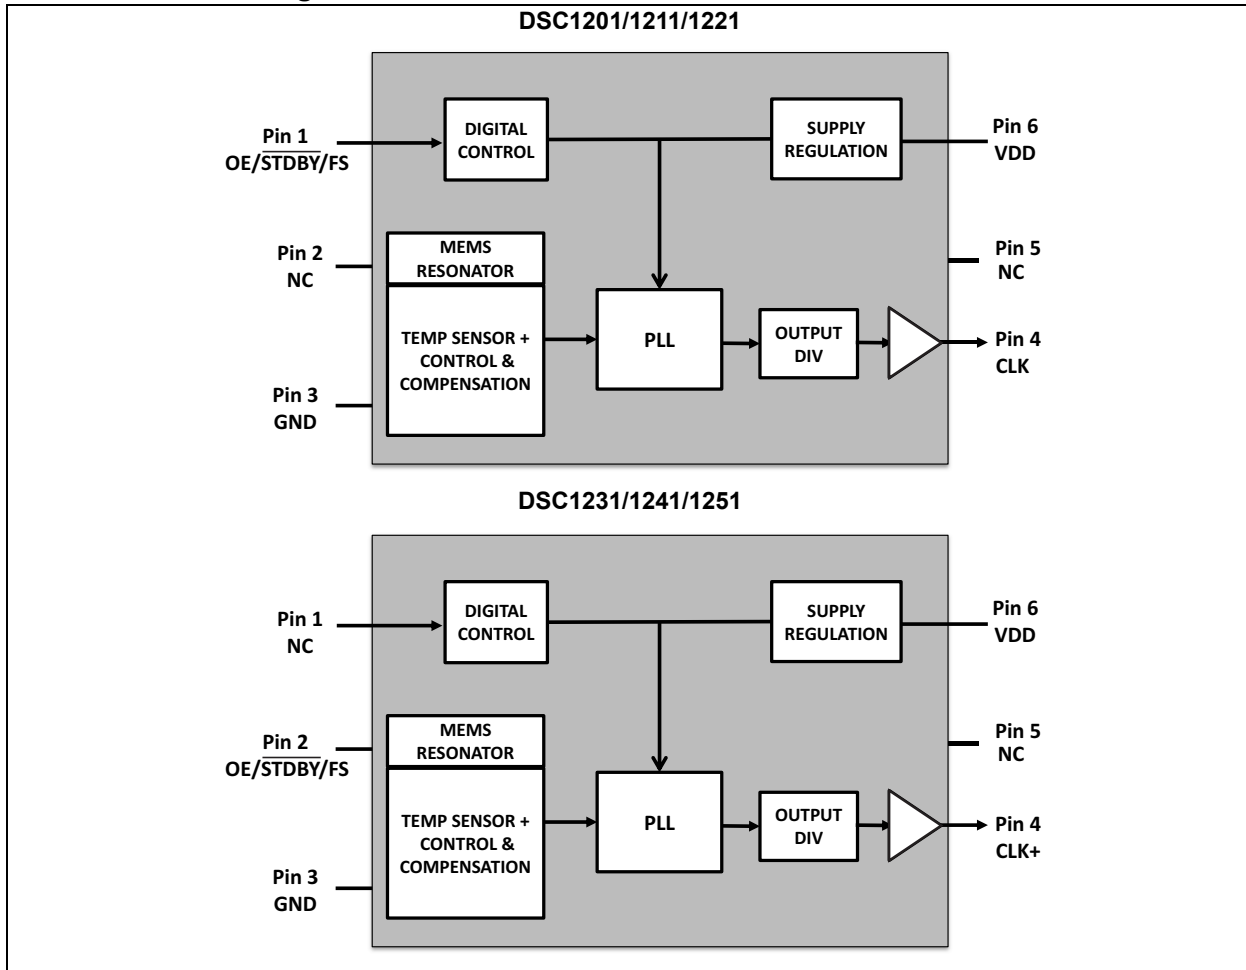 DSC1201/1211/1221
Pin 1
OE/STDBY/FS
DIGITAL
CONTROL
SUPPLY
REGULATION
Pin 6
VDD
Pin 2
NC
MEMS
RESONATOR
Pin 5
NC
TEMP SENSOR +
CONTROL &
COMPENSATION
PLL
OUTPUT
DIV
Pin 4
CLK
Pin 3
GND
DSC1231/1241/1251
Pin 1
NC
DIGITAL
CONTROL
SUPPLY
REGULATION
Pin 6
VDD
Pin 2
OE/STDBY/FS
MEMS
RESONATOR
Pin 5
NC
TEMP SENSOR +
CONTROL &
COMPENSATION
PLL
OUTPUT
DIV
Pin 4
CLK+
Pin 3
GND